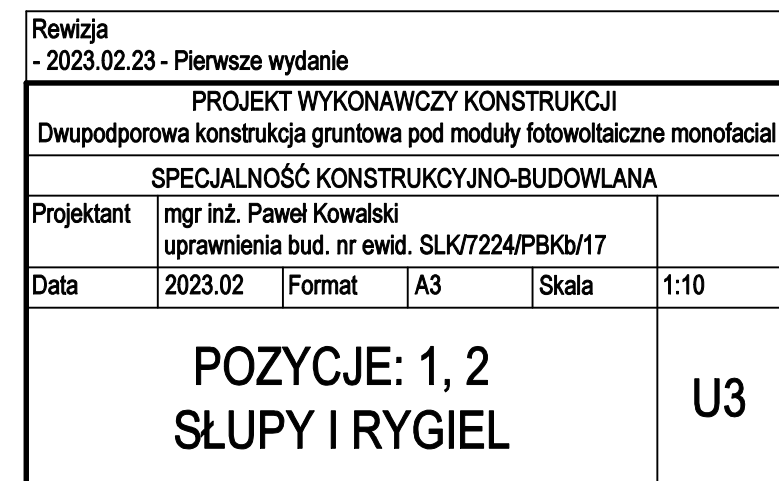 Rewizja
- 2023.02.23 - Pierwsze wydanie
PROJEKT WYKONAWCZY KONSTRUKCJI
Dwupodporowa konstrukcja gruntowa pod moduły fotowoltaiczne monofacial
SPECJALNOŚĆ KONSTRUKCYJNO-BUDOWLANA
Projektant mgr inż. Paweł Kowalski
uprawnienia bud. nr ewid. SLK/7224/PBKb/17
Data 2023.02 Format A3 Skala 1:10
POZYCJE: 1, 2
SŁUPY I RYGIEL
U3